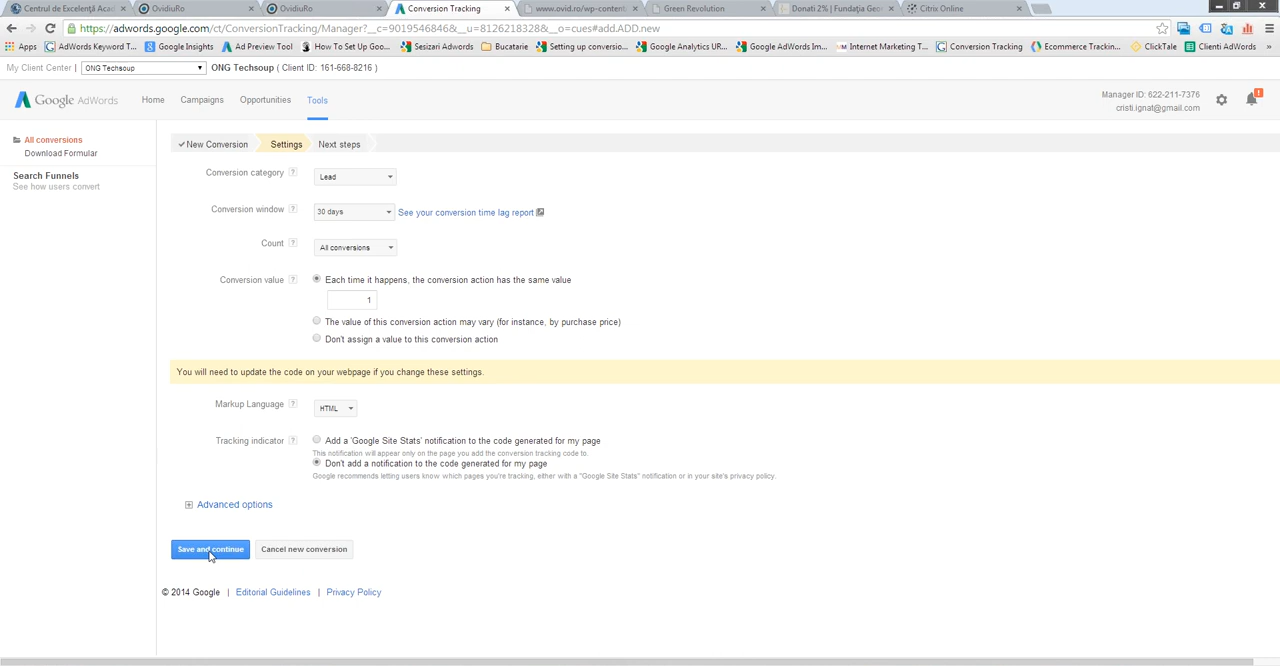 Centrul de Excelenţă Acad
OvidiuRo
OvidiuRo
Conversion Tracking
www.ovid.ro/wp-content
Green Revolution
Donati 2% | Fundaţia Geo
Citrix Online
https://adwords.google.com/ct/ConversionTracking/Manager?__c=9019546846&__u=8126218328&__o=cues#add.ADD.new
Apps
AdWords Keyword T...
Google Insights
Ad Preview Tool
How To Set Up Goo...
Sesizari Adwords
Bucatarie
Setting up conversio...
Google Analytics UR...
Google AdWords Im...
Internet Marketing T...
Conversion Tracking
Ecommerce Trackin...
ClickTale
Clienti AdWords
»
My Client Center | ONG Techsoup ONG Techsoup ( Client ID: 161-668-8216 )
Google AdWords Home Campaigns Opportunities Tools
Manager ID: 622-211-7376
cristi.ignat@gmail.com
All conversions
Download Formular
Search Funnels
See how users convert
New Conversion Settings Next steps
Conversion category ? Lead
Conversion window ? 30 days See your conversion time lag report
Count ? All conversions
Conversion value ? Each time it happens, the conversion action has the same value
1
The value of this conversion action may vary (for instance, by purchase price)
Don't assign a value to this conversion action
You will need to update the code on your webpage if you change these settings.
Markup Language ? HTML
Tracking indicator ? Add a 'Google Site Stats' notification to the code generated for my page
This notification will appear only on the page you add the conversion tracking code to.
Don't add a notification to the code generated for my page
Google recommends letting users know which pages you're tracking, either with a "Google Site Stats" notification or in your site's privacy policy.
Advanced options
Save and continue Cancel new conversion
© 2014 Google | Editorial Guidelines | Privacy Policy